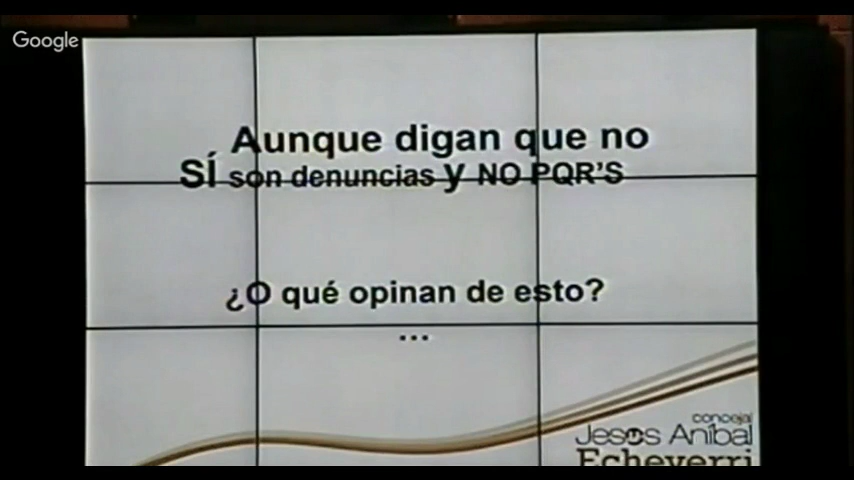 Google
Aunque digan que no
SÍ son denuncias y NO PQR'S
¿O qué opinan de esto?
...
concejal
Jesús Aníbal
Echeverri